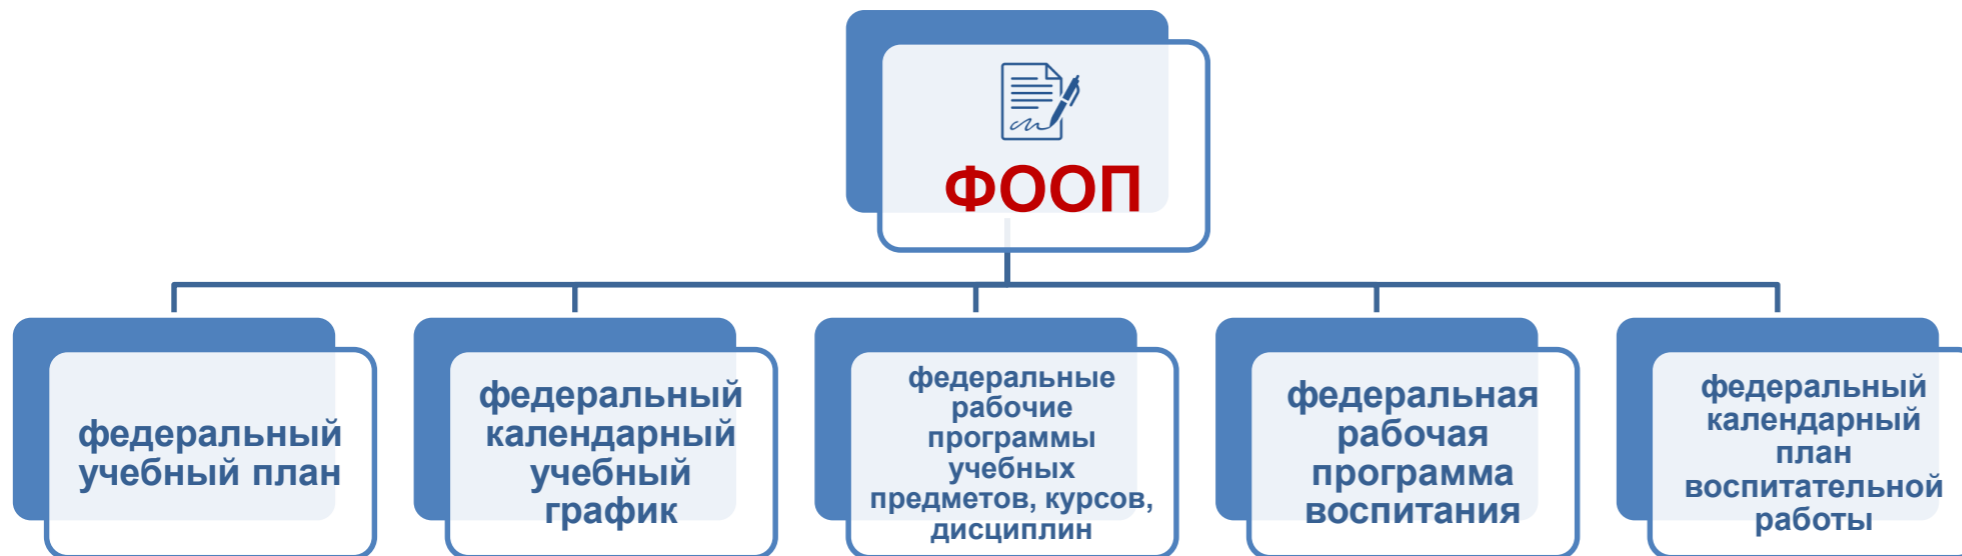 ФООП
федеральный
учебный план
федеральный
календарный
учебный
график
федеральные
рабочие
программы
учебных
предметов, курсов,
дисциплин
федеральная
рабочая
программа
воспитания
федеральный
календарный
план
воспитательной
работы